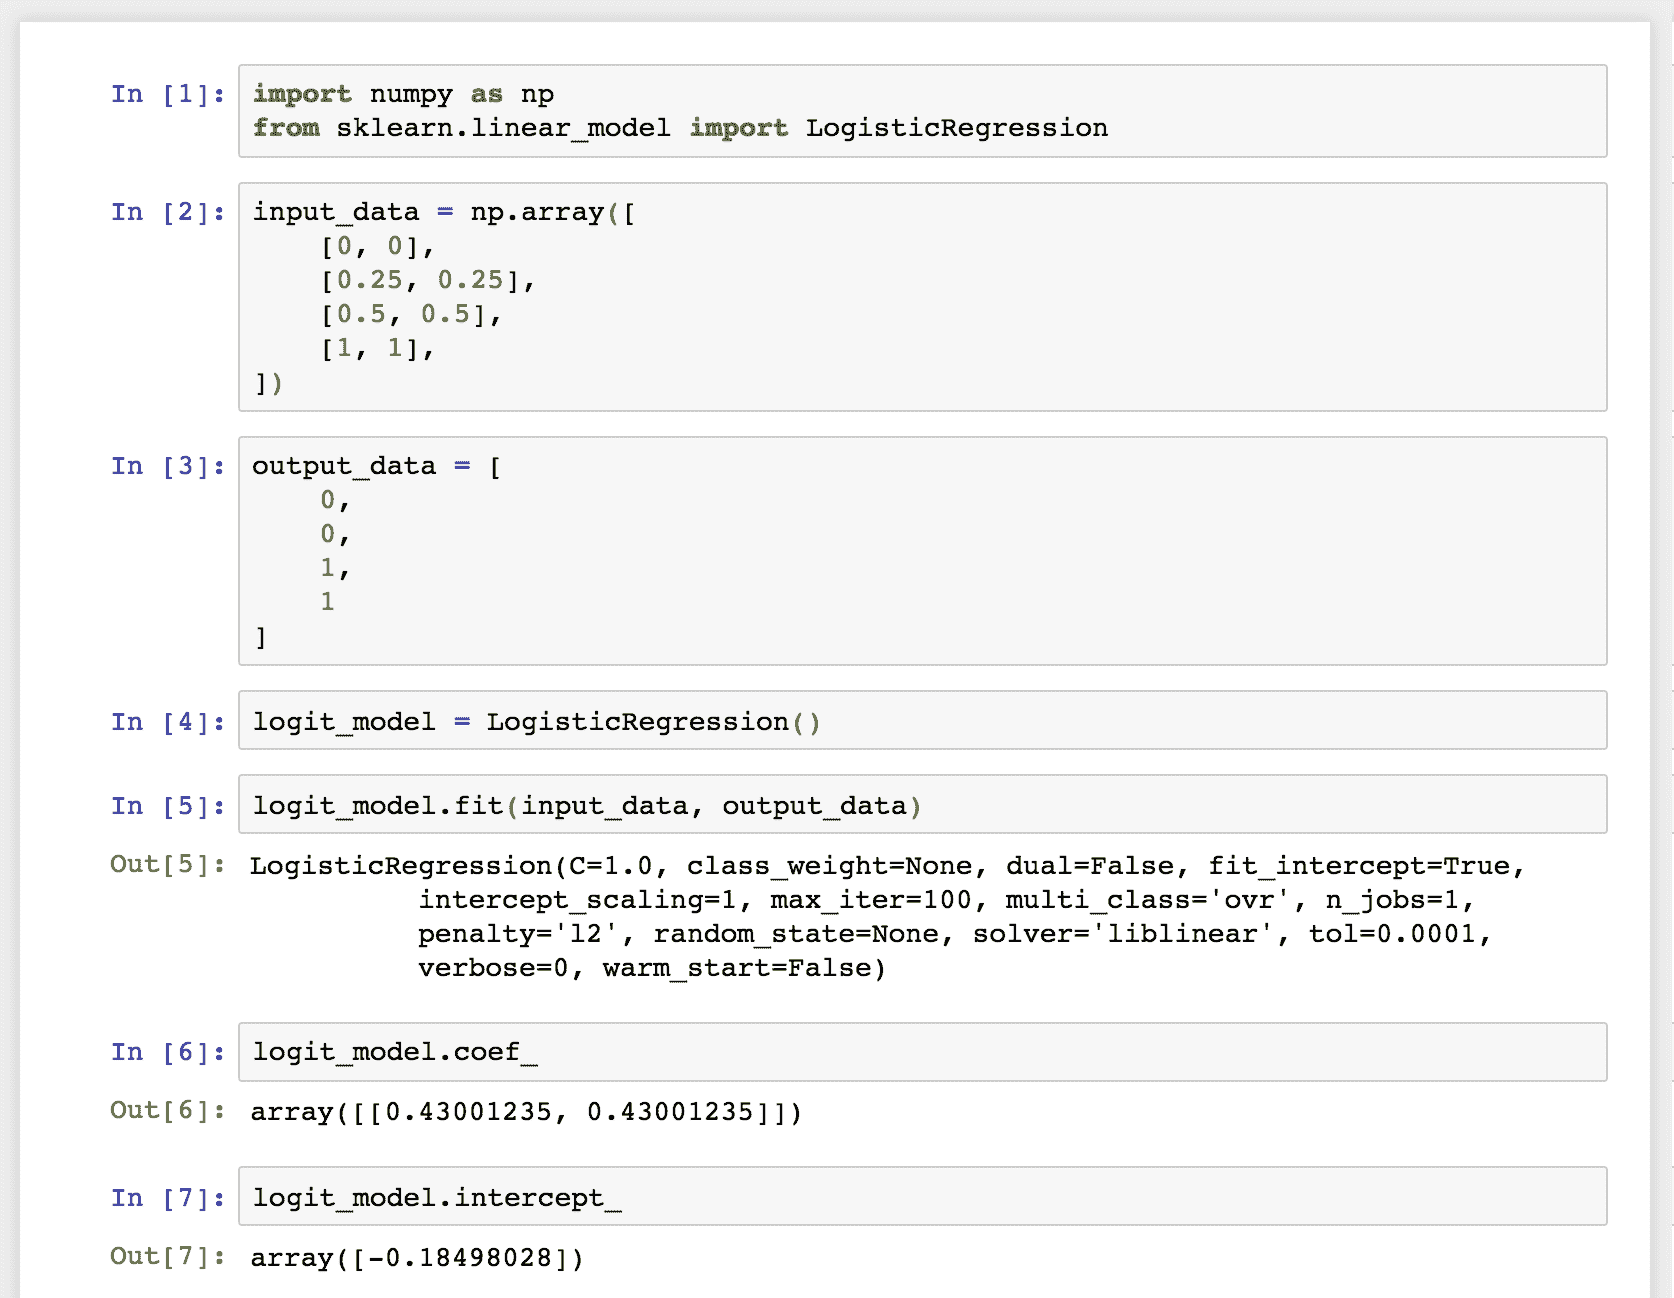 In [1]: import numpy as np
from sklearn.linear_model import LogisticRegression
In [2]: input_data = np.array([
[0, 0],
[0.25, 0.25],
[0.5, 0.5],
[1, 1],
])
In [3]: output_data = [
0,
0,
1,
1
]
In [4]: logit_model = LogisticRegression()
In [5]: logit_model.fit(input_data, output_data)
Out[5]: LogisticRegression(C=1.0, class_weight=None, dual=False, fit_intercept=True,
intercept_scaling=1, max_iter=100, multi_class='ovr', n_jobs=1,
penalty='l2', random_state=None, solver='liblinear', tol=0.0001,
verbose=0, warm_start=False)
In [6]: logit_model.coef_
Out[6]: array([[0.43001235, 0.43001235]])
In [7]: logit_model.intercept_
Out[7]: array([-0.18498028])